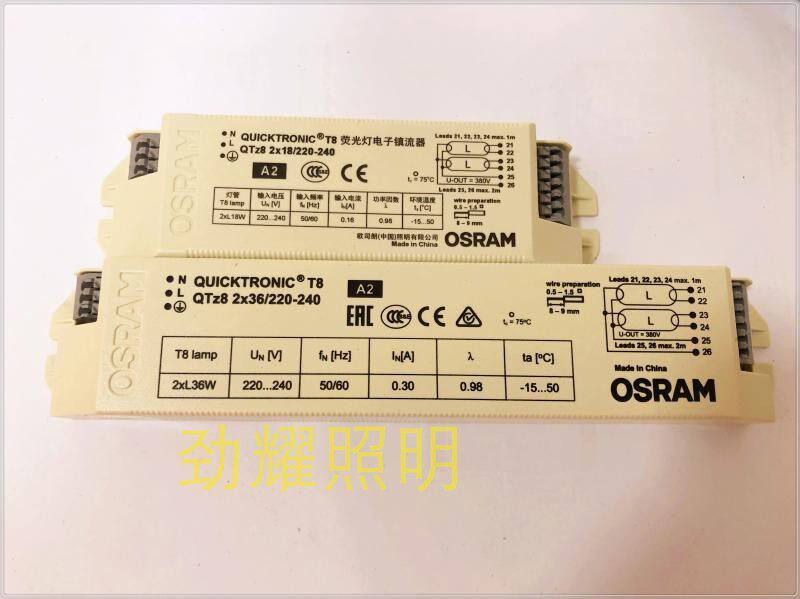 OSRAM
N QUICKTRONIC® T8 荧光灯电子镇流器
L QTz8 2x18/220-240
A2 CCC S&E CE
tc = 75°C
Leads 21, 22, 23, 24 max. 1m
L 21
22
L 23
24
U-OUT = 380V 25
Leads 25, 26 max. 2m 26
灯管 输入电压 输入频率 输入电流 功率因数 环境温度
T8 lamp UN [V] fN [Hz] IN[A] λ ta [°C]
2xL18W 220...240 50/60 0.16 0.98 -15...50
wire preparation
0.5 - 1.5
8 – 9 mm
欧司朗(中国)照明有限公司
Made in China
OSRAM
OSRAM
N QUICKTRONIC® T8
L QTz8 2x36/220-240
A2
EAC CCC S&E CE
tc = 75°C
wire preparation
0.5 - 1.5
8 – 9 mm
Leads 21, 22, 23, 24 max. 1m
L 21
22
L 23
24
U-OUT = 380V 25
Leads 25, 26 max. 2m 26
T8 lamp UN [V] fN [Hz] IN[A] λ ta [ºC]
2xL36W 220...240 50/60 0.30 0.98 -15...50
Made in China
OSRAM
劲耀照明